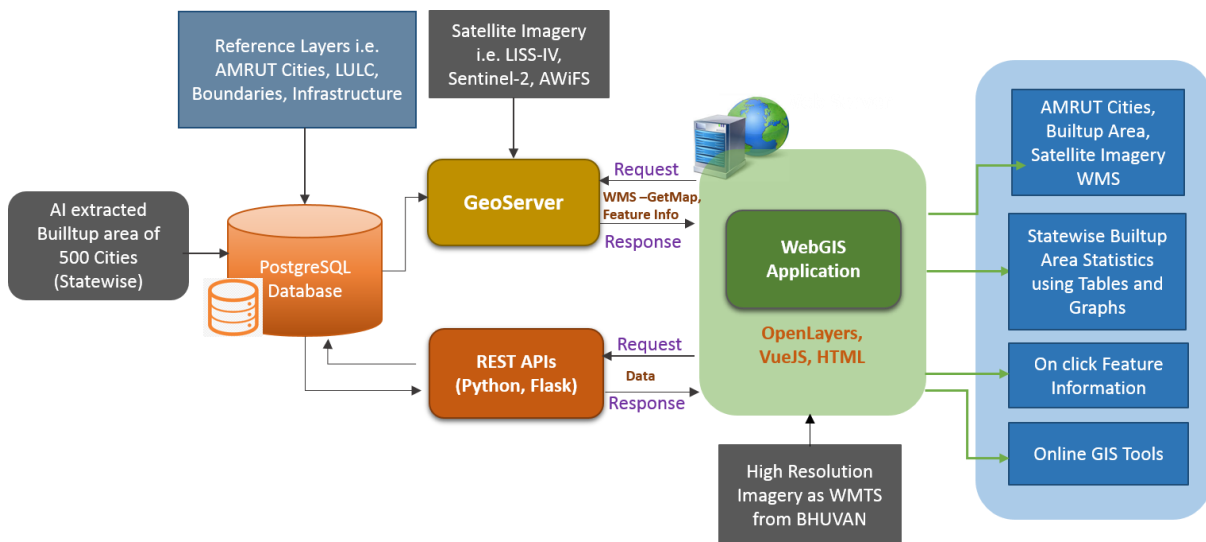 Reference Layers i.e.
AMRUT Cities, LULC,
Boundaries, Infrastructure
Satellite Imagery
i.e. LISS-IV,
Sentinel-2, AWiFS
AI extracted
Buiiltup area of
500 Cities
(Statewise)
PostgreSQL
Database
GeoServer
Request
WMS –GetMap,
Feature Info
Response
REST APIs
(Python, Flask)
Request
Data
Response
WebGIS
Application
OpenLayers,
VueJS, HTML
High Resolution
Imagery as WMTS
from BHUVAN
AMRUT Cities,
Builtup Area,
Satellite Imagery
WMS
Statewise Builtup
Area Statistics
using Tables and
Graphs
On click Feature
Information
Online GIS Tools